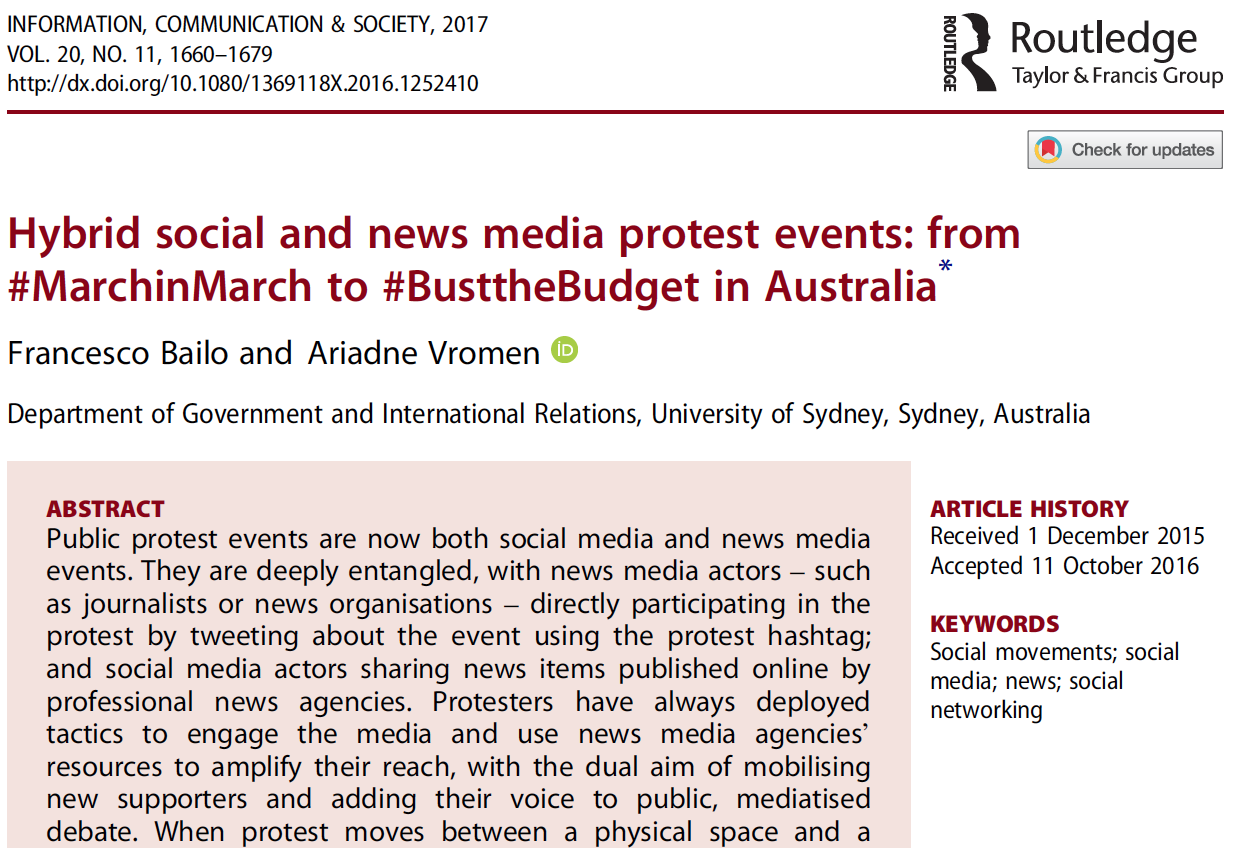 INFORMATION, COMMUNICATION & SOCIETY, 2017
VOL. 20, NO. 11, 1660–1679
http://dx.doi.org/10.1080/1369118X.2016.1252410
ROUTLEDGE
Routledge
Taylor & Francis Group
Check for updates
Hybrid social and news media protest events: from
#MarchinMarch to #BusttheBudget in Australia*
Francesco Bailo and Ariadne Vromen iD
Department of Government and International Relations, University of Sydney, Sydney, Australia
ABSTRACT
Public protest events are now both social media and news media
events. They are deeply entangled, with news media actors – such
as journalists or news organisations – directly participating in the
protest by tweeting about the event using the protest hashtag;
and social media actors sharing news items published online by
professional news agencies. Protesters have always deployed
tactics to engage the media and use news media agencies’
resources to amplify their reach, with the dual aim of mobilising
new supporters and adding their voice to public, mediatised
debate. When protest moves between a physical space and a
ARTICLE HISTORY
Received 1 December 2015
Accepted 11 October 2016
KEYWORDS
Social movements; social
media; news; social
networking